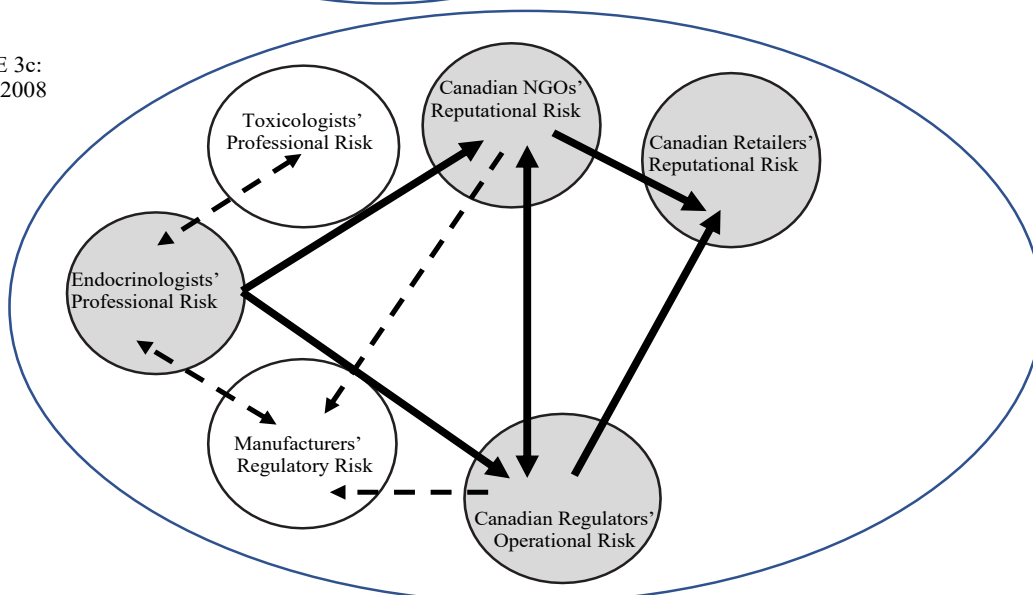 E 3c:
2008
Toxicologists’
Professional Risk
Canadian NGOs’
Reputational Risk
Canadian Retailers’
Reputational Risk
Endocrinologists’
Professional Risk
Manufacturers’
Regulatory Risk
Canadian Regulators’
Operational Risk